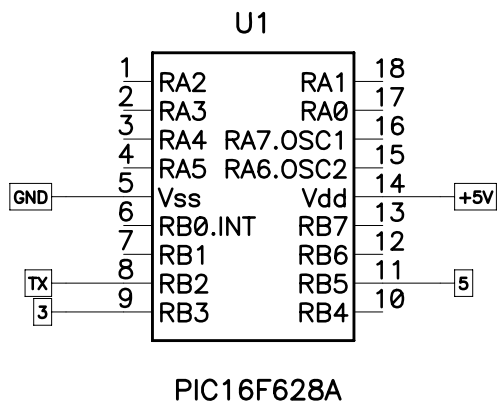 U1
1 RA2 RA1 18
2 RA3 RA0 17
3 RA4 RA7.OSC1 16
4 RA5 RA6.OSC2 15
GND 5 Vss Vdd 14 +5V
6 RB0.INT RB7 13
7 RB1 RB6 12
TX 8 RB2 RB5 11 5
3 9 RB3 RB4 10
PIC16F628A